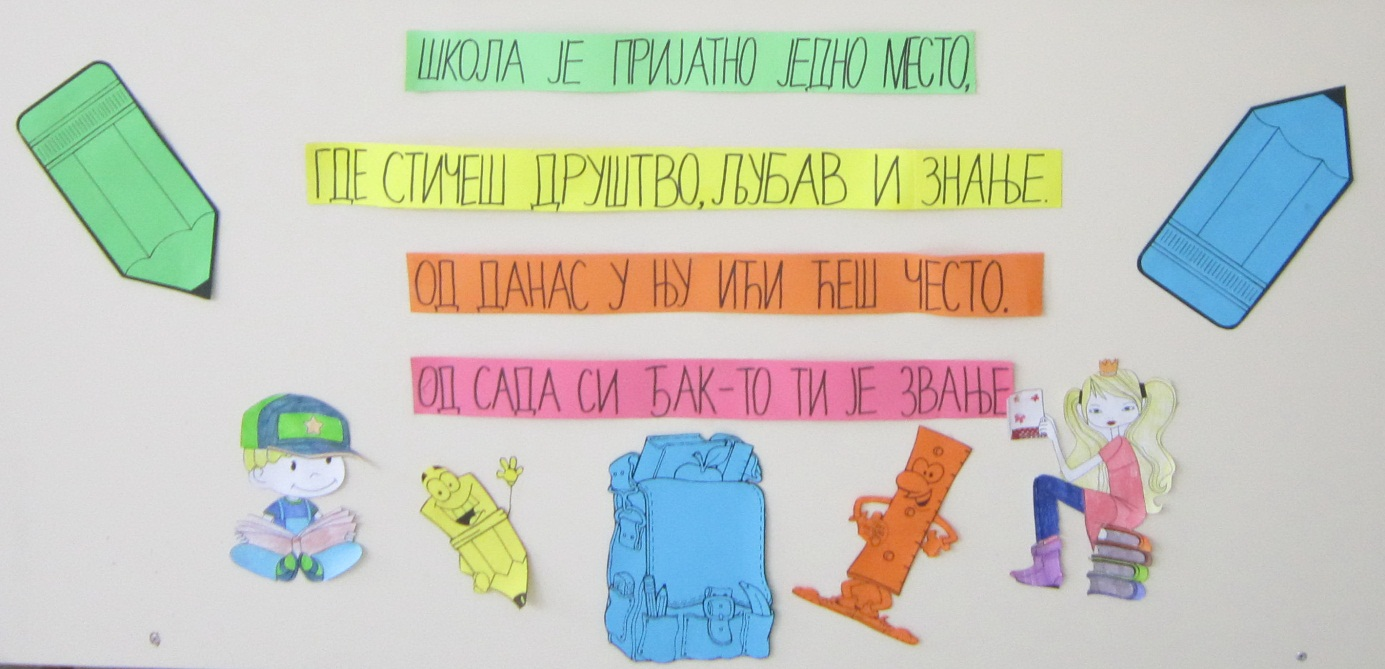 ШКОЛА ЈЕ ПРИЈАТНО ЈЕДНО МЕСТО,
ГДЕ СТИЧЕШ ДРУШТВО, ЉУБАВ И ЗНАЊЕ.
ОД ДАНАС У ЊУ ИЋИ ЋЕШ ЧЕСТО.
ОД САДА СИ ЂАК-ТО ТИ ЈЕ ЗВАЊЕ